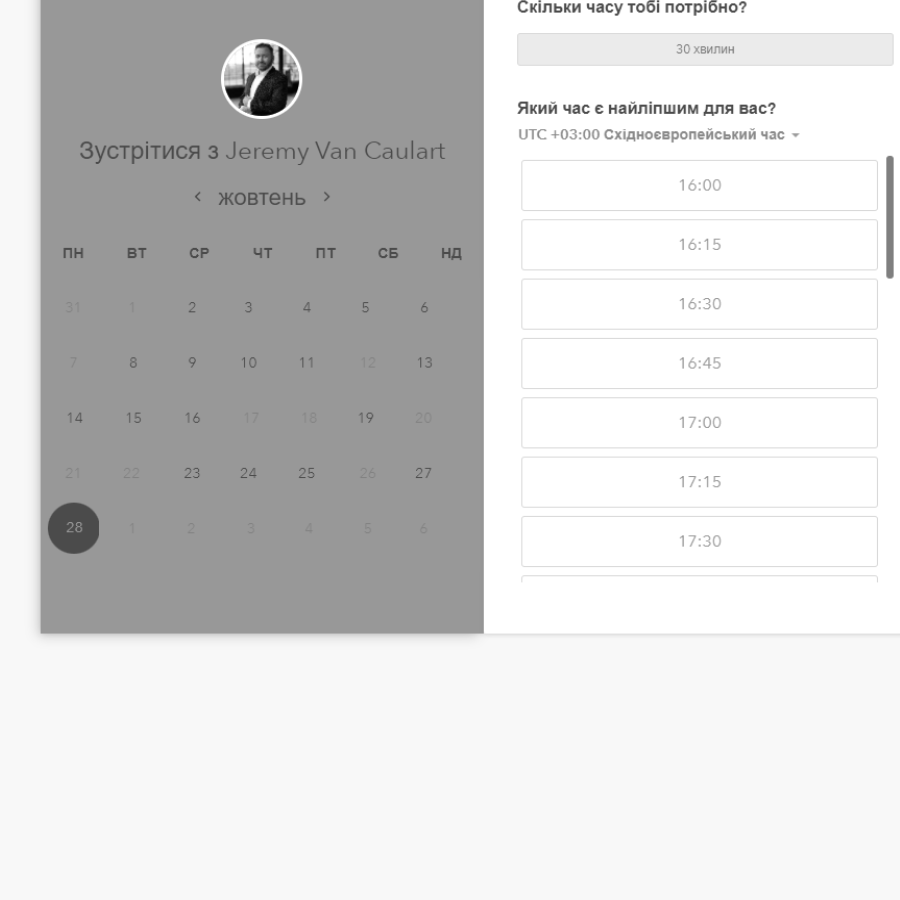 Зустрітися з Jeremy Van Caulart
жовтень
ПН ВТ СР ЧТ ПТ СБ НД
31 1 2 3 4 5 6
7 8 9 10 11 12 13
14 15 16 17 18 19 20
21 22 23 24 25 26 27
28 1 2 3 4 5 6
Скільки часу тобі потрібно?
30 хвилин
Який час є найліпшим для вас?
UTC +03:00 Східноєвропейський час
16:00
16:15
16:30
16:45
17:00
17:15
17:30